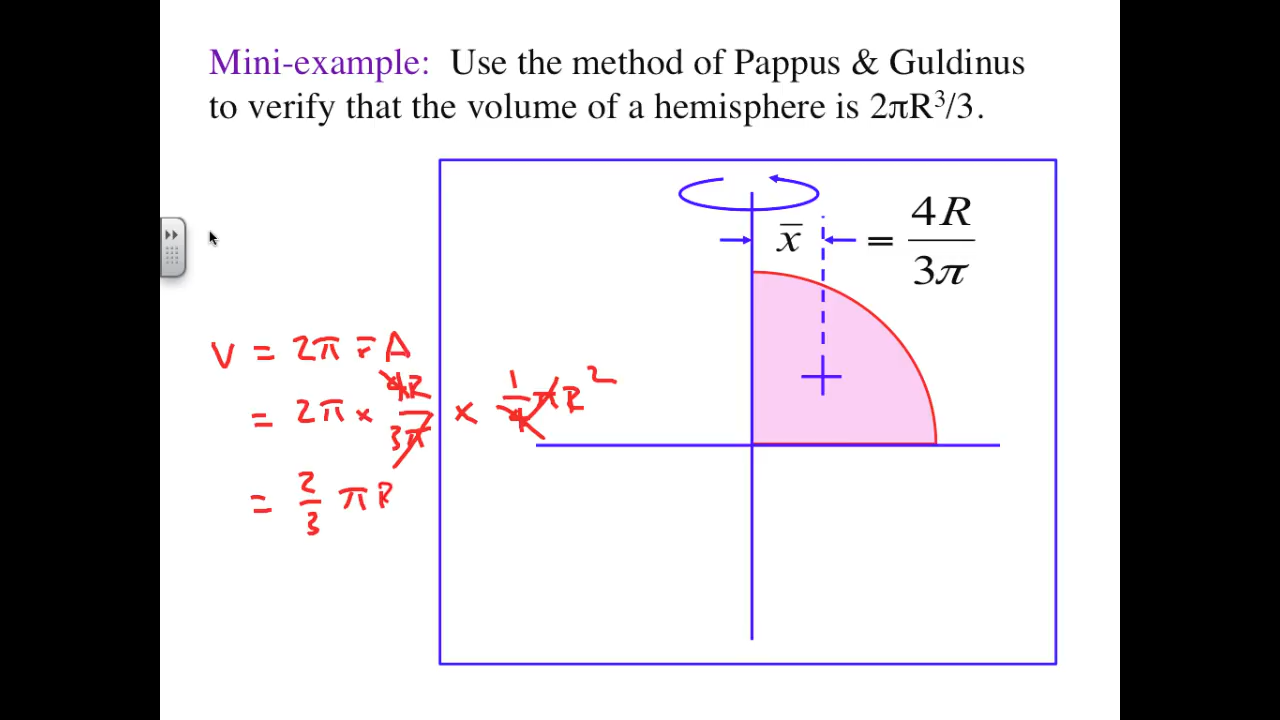 Mini-example: Use the method of Pappus & Guldinus
to verify that the volume of a hemisphere is 2πR³/3.
x̄ = 4R/3π
V = 2π r̄ A
= 2π × 4R/3π × 1/4 πR²
= 2/3 πR